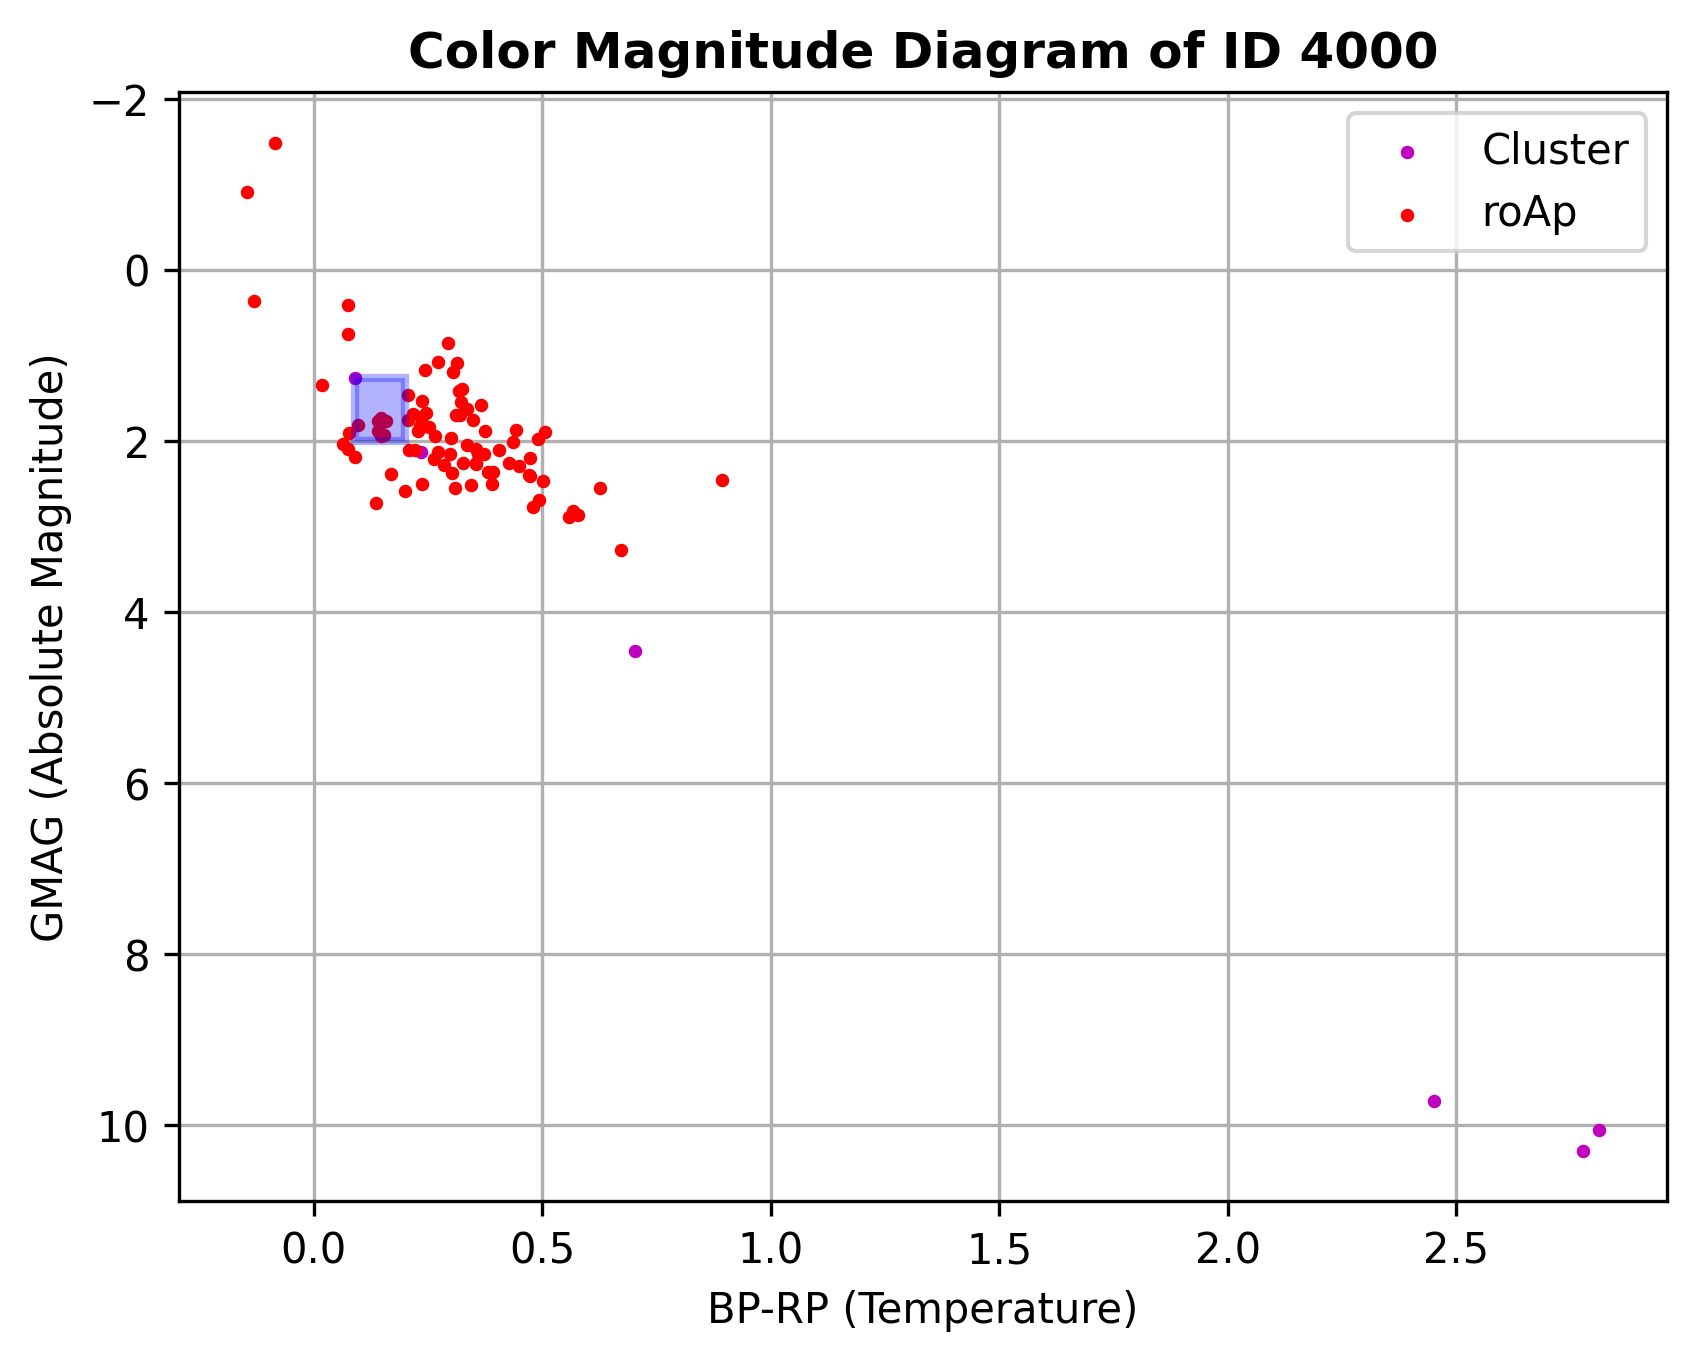 Color Magnitude Diagram of ID 4000
−2
0
2
4
6
8
10
GMAG (Absolute Magnitude)
Cluster
roAp
0.0 0.5 1.0 1.5 2.0 2.5
BP-RP (Temperature)